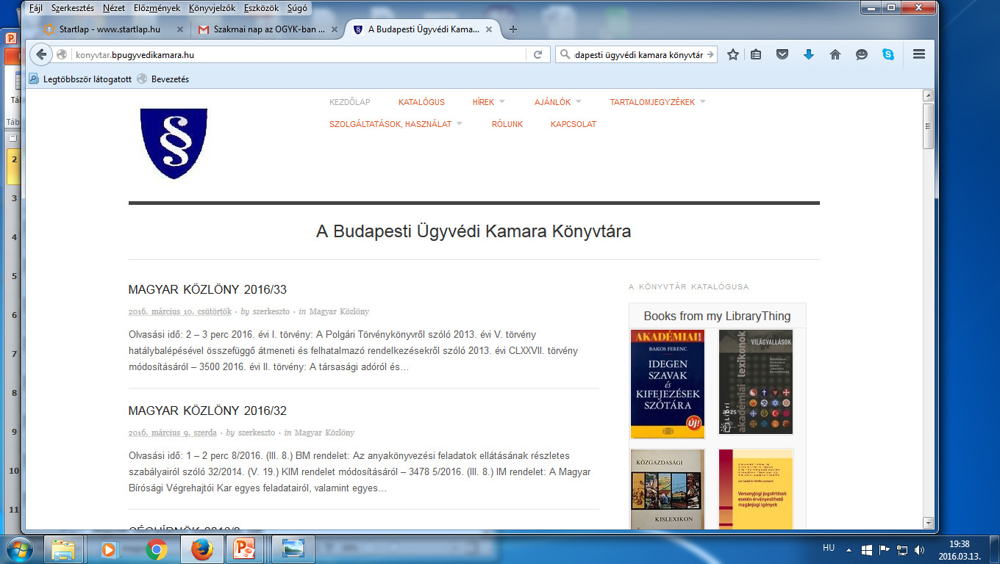 Fájl Szerkesztés Nézet Előzmények Könyvjelzők Eszközök Súgó
Startlap - www.startlap.hu
Szakmai nap az OGYK-ban ...
A Budapesti Ügyvédi Kama...
konyvtar.bpugyvedikamara.hu
dapesti ügyvédi kamara könyvtár
Legtöbbször látogatott Bevezetés
KEZDŐLAP KATALÓGUS HÍREK AJÁNLÓK TARTALOMJEGYZÉKEK
SZOLGÁLTATÁSOK, HASZNÁLAT RÓLUNK KAPCSOLAT
§
A Budapesti Ügyvédi Kamara Könyvtára
MAGYAR KÖZLÖNY 2016/33
2016. március 10. csütörtök · by szerkeszto · in Magyar Közlöny
Olvasási idő: 2 – 3 perc 2016. évi I. törvény: A Polgári Törvénykönyvről szóló 2013. évi V. törvény
hatálybalépésével összefüggő átmeneti és felhatalmazó rendelkezésekről szóló 2013. évi CLXXVII. törvény
módosításáról – 3500 2016. évi II. törvény: A társasági adóról és…
MAGYAR KÖZLÖNY 2016/32
2016. március 9. szerda · by szerkeszto · in Magyar Közlöny
Olvasási idő: 1 – 2 perc 8/2016. (III. 8.) BM rendelet: Az anyakönyvezési feladatok ellátásának részletes
szabályairól szóló 32/2014. (V. 19.) KIM rendelet módosításáról – 3478 5/2016. (III. 8.) IM rendelet: A Magyar
Bírósági Végrehajtói Kar egyes feladatairól, valamint egyes…
CÉGHÍRNÖK 2016/2
A KÖNYVTÁR KATALÓGUSA
Books from my LibraryThing
AKADÉMIAI!
BAKOS FERENC
IDEGEN
SZAVAK
és
KIFEJEZÉSEK
SZÓTÁRA
ÚJ!
VILÁGVALLÁSOK
akadémiai lexikonok
Libri
KÖZGAZDASÁGI
KISLEXIKON
Versenyjogi jogsértések
esetén érvényesíthető
magánjogi igények
Táb
2
3
4
5
6
7
8
9
10
11
HU
19:38
2016.03.13.